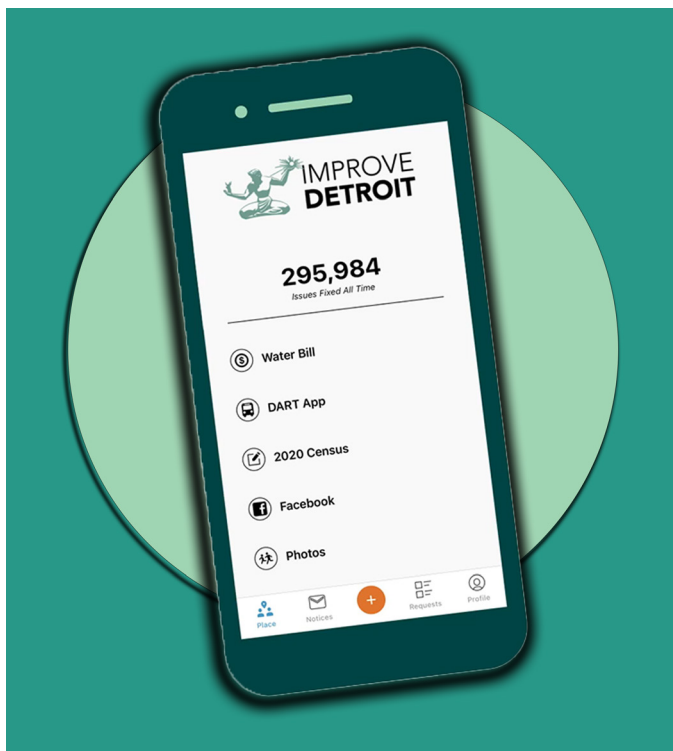 IMPROVE
DETROIT
295,984
Issues Fixed All Time
Water Bill
DART App
2020 Census
Facebook
Photos
Place
Notices
Requests
Profile